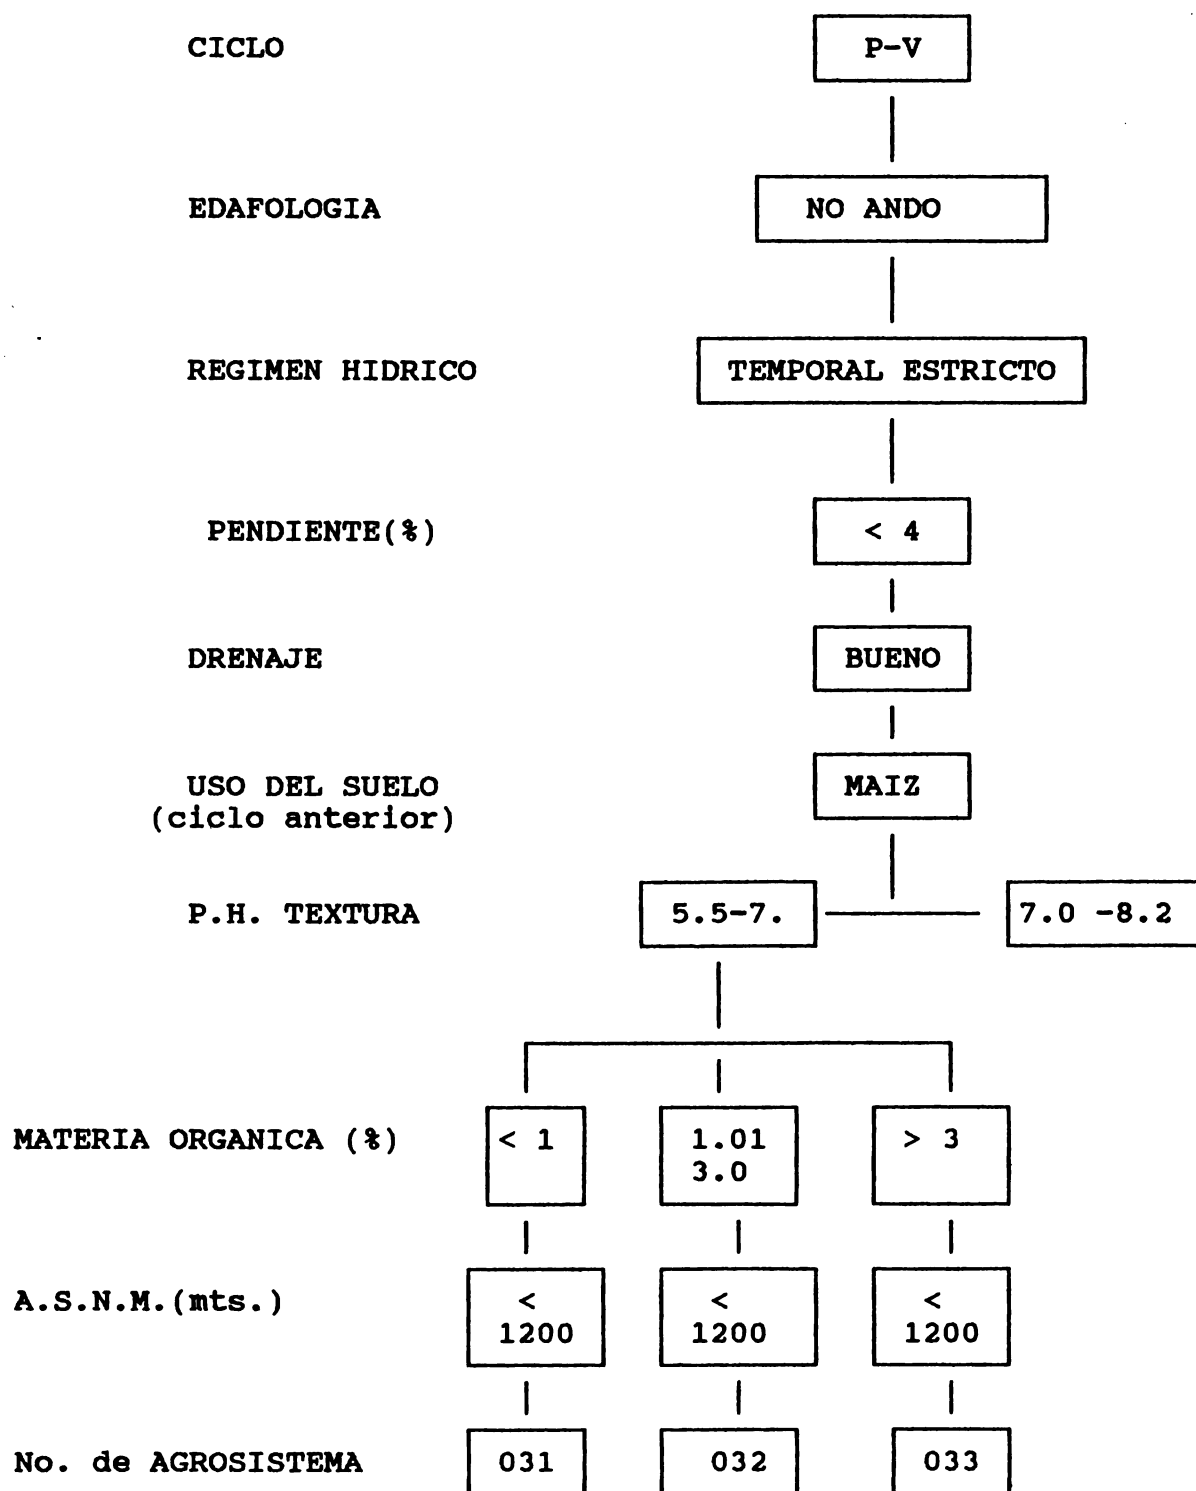 CICLO P-V
EDAFOLOGIA NO ANDO
REGIMEN HIDRICO TEMPORAL ESTRICTO
PENDIENTE(%) < 4
DRENAJE BUENO
USO DEL SUELO MAIZ
(ciclo anterior)
P.H. TEXTURA 5.5-7. 7.0 -8.2
MATERIA ORGANICA (%) < 1 1.01 > 3
3.0
A.S.N.M.(mts.) < < <
1200 1200 1200
No. de AGROSISTEMA 031 032 033